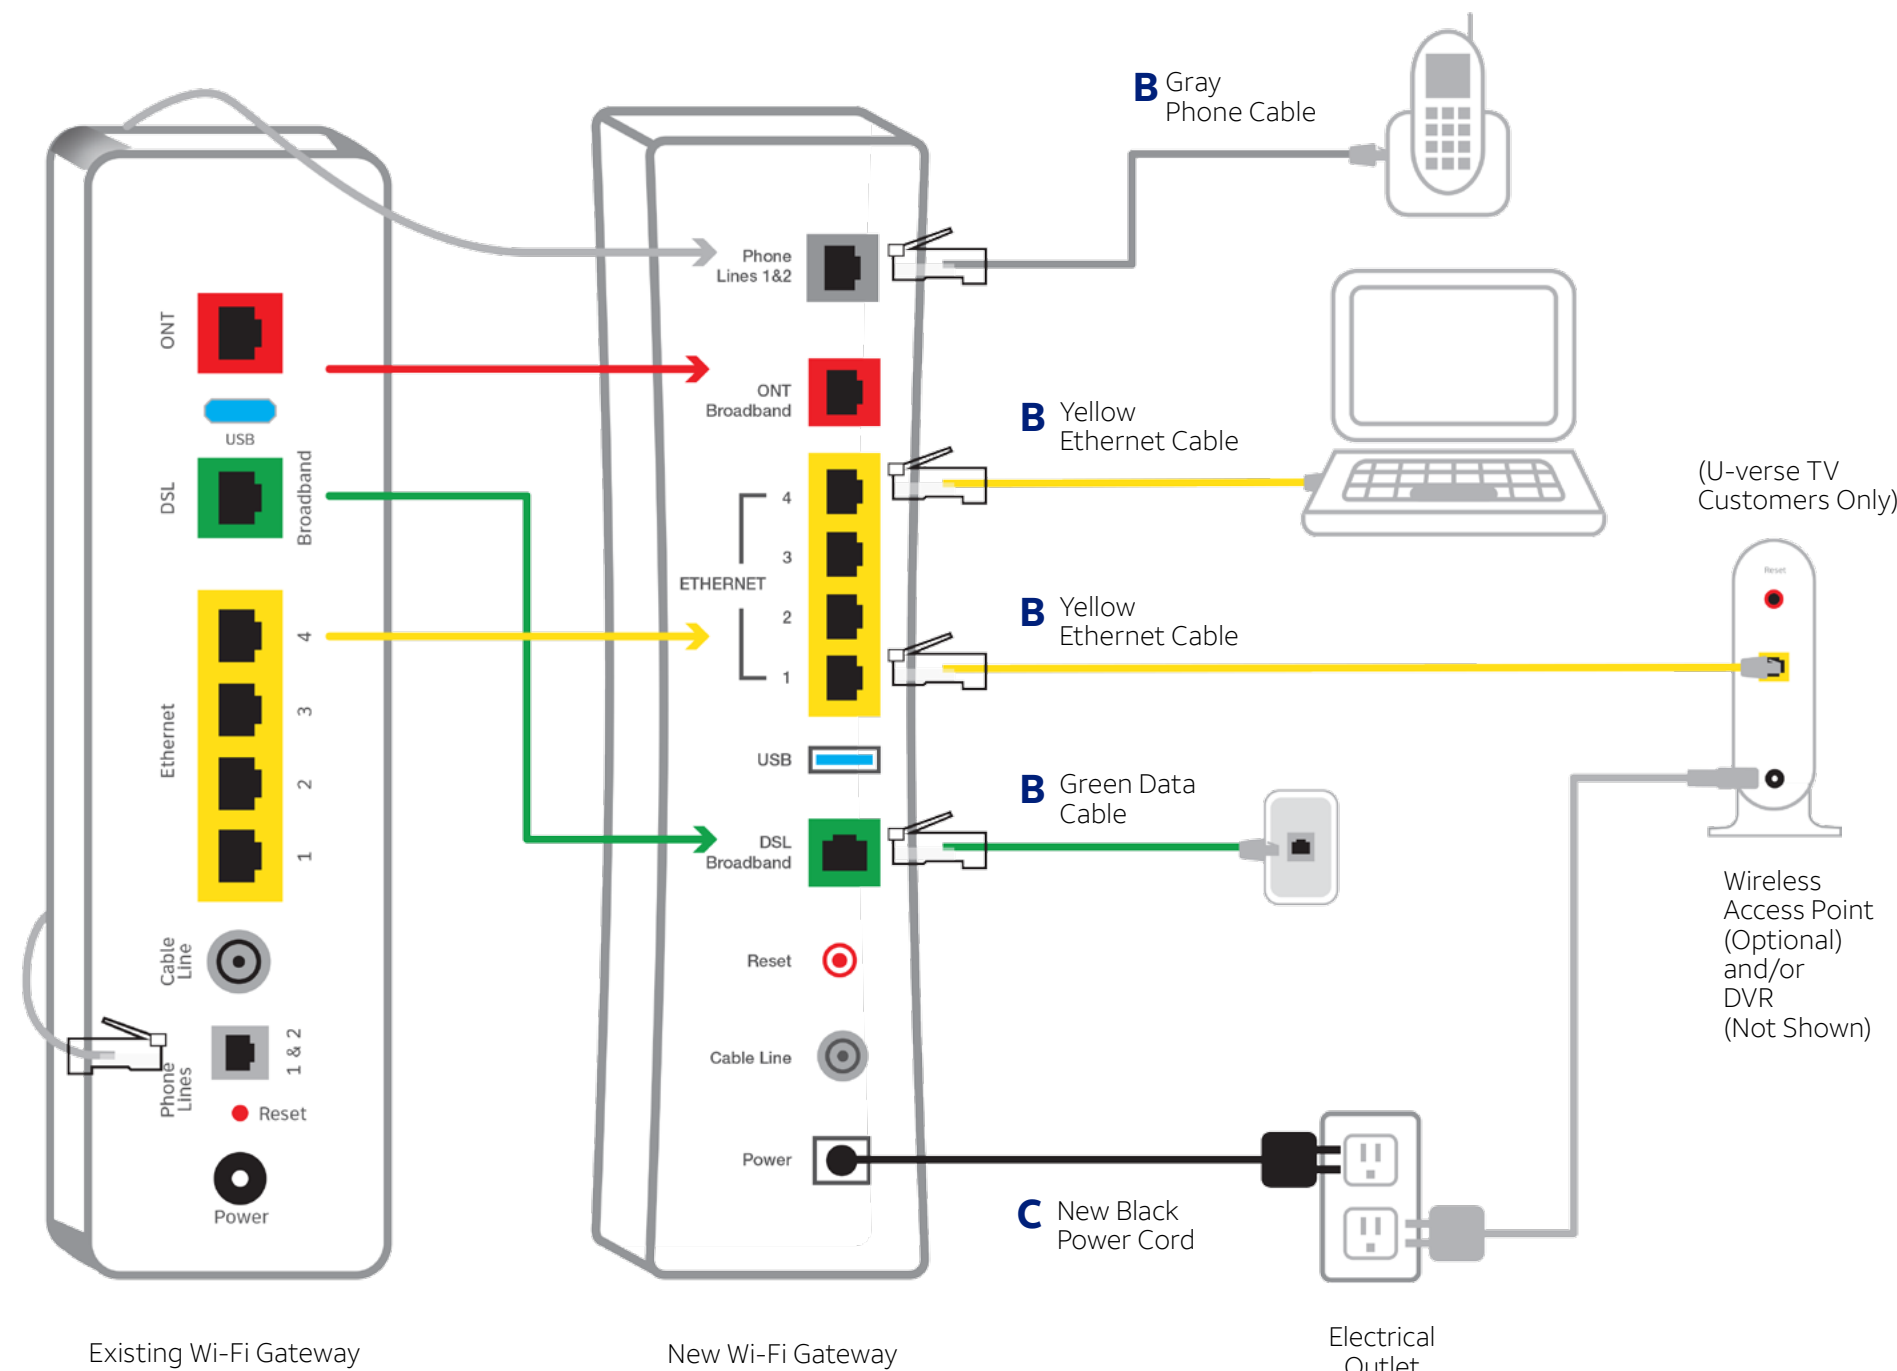 B Gray
Phone Cable
Phone
Lines 1&2
ONT
USB
DSL
Broadband
Ethernet
4
3
2
1
Cable
Line
Phone
Lines
1 & 2
Reset
Power
Existing Wi-Fi Gateway
ONT
Broadband
ETHERNET
4
3
2
1
USB
DSL
Broadband
Reset
Cable Line
Power
New Wi-Fi Gateway
B Yellow
Ethernet Cable
B Yellow
Ethernet Cable
B Green Data
Cable
C New Black
Power Cord
Electrical
Outlet
(U-verse TV
Customers Only)
Reset
Wireless
Access Point
(Optional)
and/or
DVR
(Not Shown)